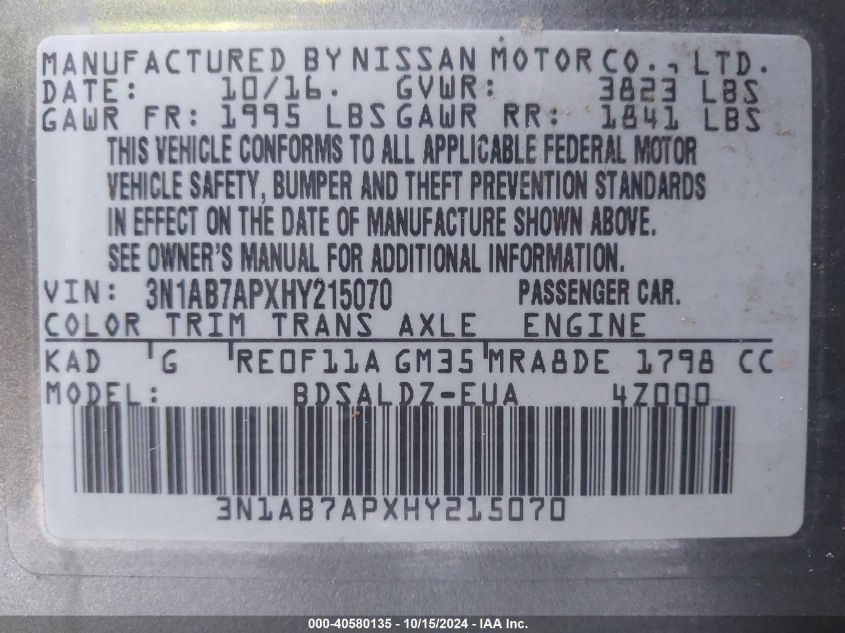 MANUFACTURED BY NISSAN MOTOR CO., LTD.
DATE: 10/16. GVWR: 3823 LBS
GAWR FR: 1995 LBS GAWR RR: 1841 LBS
THIS VEHICLE CONFORMS TO ALL APPLICABLE FEDERAL MOTOR
VEHICLE SAFETY, BUMPER AND THEFT PREVENTION STANDARDS
IN EFFECT ON THE DATE OF MANUFACTURE SHOWN ABOVE.
SEE OWNER'S MANUAL FOR ADDITIONAL INFORMATION.
VIN: 3N1AB7APXHY215070 PASSENGER CAR.
COLOR TRIM TRANS AXLE ENGINE
KAD G RE0F11A GM35 MRA8DE 1798 CC
MODEL: BDSALDZ-EUA 4Z000
3N1AB7APXHY215070
000-40580135 - 10/15/2024 - IAA Inc.